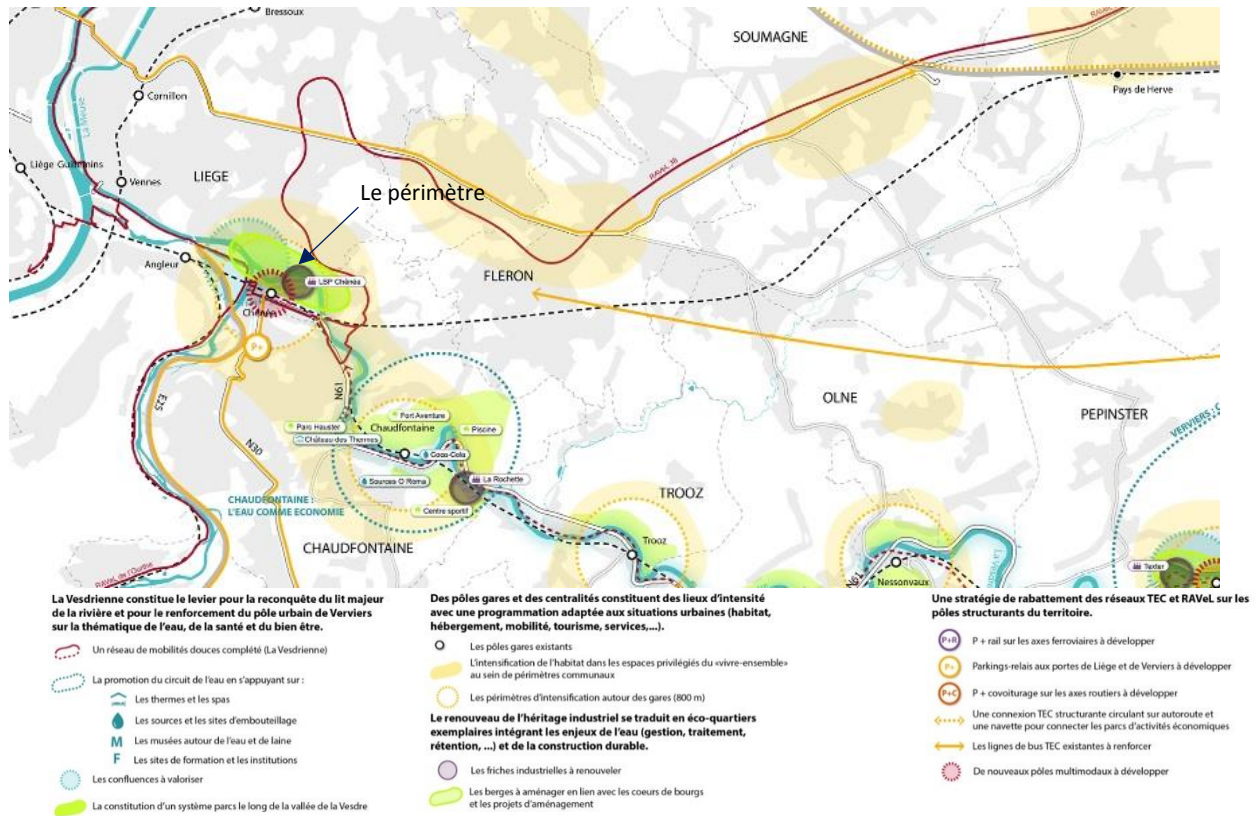 Bressoux
SOUMAGNE
Pays de Herve
Cornillon
La Meuse
Liège Guillemins
Vennes
LIEGE
RAVeL 38
Le périmètre
Angleur
LBP Chênée
FLERON
Chênée
P+
E25
N61
N30
OLNE
PEPINSTER
Fort Aventure
Parc Hauster
Chaudfontaine
Piscine
Château des Thermes
Coca-Cola
Sources O Roma
La Rochette
Centre sportif
TROOZ
CHAUDFONTAINE :
L'EAU COMME ECONOMIE
CHAUDFONTAINE
Trooz
RAVeL de l'Ourthe
N61
Nessonvaux
La Vesdre
Texter
La Vesdrienne constitue le levier pour la reconquête du lit majeur
de la rivière et pour le renforcement du pôle urbain de Verviers
sur la thématique de l'eau, de la santé et du bien être.
Un réseau de mobilités douces complété (La Vesdrienne)
La promotion du circuit de l'eau en s'appuyant sur :
Les thermes et les spas
Les sources et les sites d'embouteillage
M Les musées autour de l'eau et de laine
F Les sites de formation et les institutions
Les confluences à valoriser
La constitution d'un système parcs le long de la vallée de la Vesdre
Des pôles gares et des centralités constituent des lieux d'intensité
avec une programmation adaptée aux situations urbaines (habitat,
hébergement, mobilité, tourisme, services,...).
Les pôles gares existants
L'intensification de l'habitat dans les espaces privilégiés du «vivre-ensemble»
au sein de périmètres communaux
Les périmètres d'intensification autour des gares (800 m)
Le renouveau de l'héritage industriel se traduit en éco-quartiers
exemplaires intégrant les enjeux de l'eau (gestion, traitement,
rétention, ...) et de la construction durable.
Les friches industrielles à renouveler
Les berges à aménager en lien avec les coeurs de bourgs
et les projets d'aménagement
Une stratégie de rabattement des réseaux TEC et RAVeL sur les
pôles structurants du territoire.
P+R P + rail sur les axes ferroviaires à développer
P+ Parkings-relais aux portes de Liège et de Verviers à développer
P+C P + covoiturage sur les axes routiers à développer
Une connexion TEC structurante circulant sur autoroute et
une navette pour connecter les parcs d'activités économiques
Les lignes de bus TEC existantes à renforcer
De nouveaux pôles multimodaux à développer